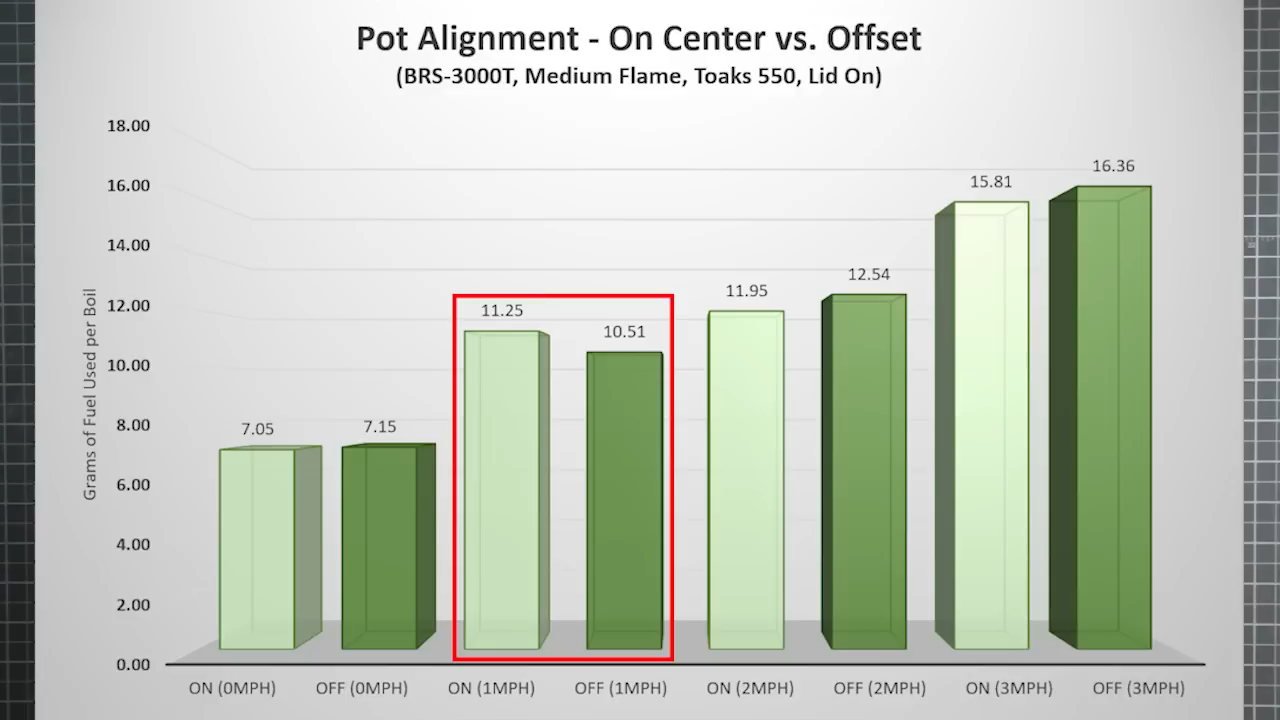 Pot Alignment - On Center vs. Offset
(BRS-3000T, Medium Flame, Toaks 550, Lid On)
18.00
16.00
14.00
12.00
10.00
8.00
6.00
4.00
2.00
0.00
Grams of Fuel Used per Boil
7.05
7.15
11.25
10.51
11.95
12.54
15.81
16.36
ON (0MPH)
OFF (0MPH)
ON (1MPH)
OFF (1MPH)
ON (2MPH)
OFF (2MPH)
ON (3MPH)
OFF (3MPH)